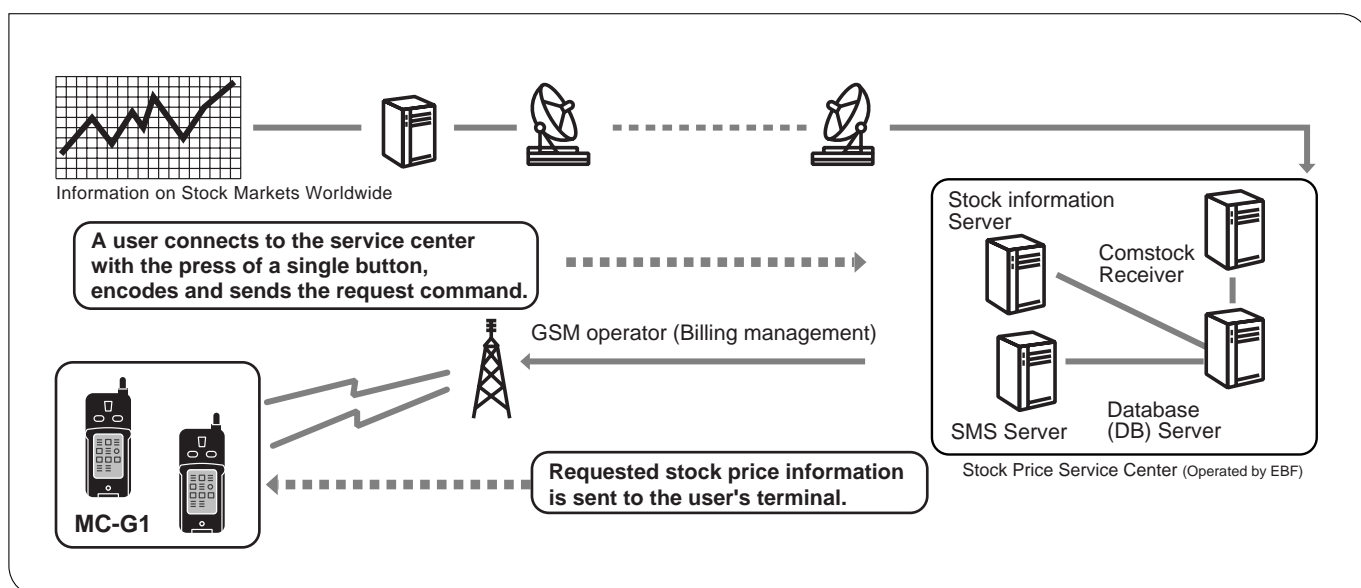 Information on Stock Markets Worldwide
A user connects to the service center
with the press of a single button,
encodes and sends the request command.
Stock information
Server
Comstock
Receiver
GSM operator (Billing management)
SMS Server
Database
(DB) Server
Stock Price Service Center (Operated by EBF)
Requested stock price information
is sent to the user's terminal.
MC-G1